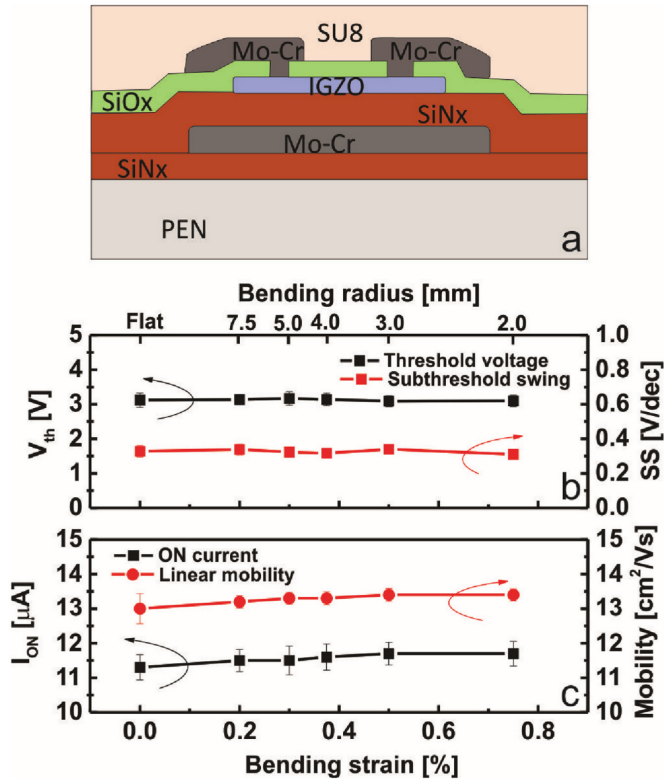 SU8
Mo-Cr Mo-Cr
IGZO
SiOx
SiNx
Mo-Cr
SiNx
PEN
a
Bending radius [mm]
Flat 7.5 5.0 4.0 3.0 2.0
5 1.0
4 0.8
3 0.6
2 0.4
1 0.2
0 0.0
Threshold voltage
Subthreshold swing
Vth [V]
SS [V/dec]
b
15 15
14 14
13 13
12 12
11 11
10 10
ON current
Linear mobility
ION [μA]
Mobility [cm²/Vs]
c
0.0 0.2 0.4 0.6 0.8
Bending strain [%]